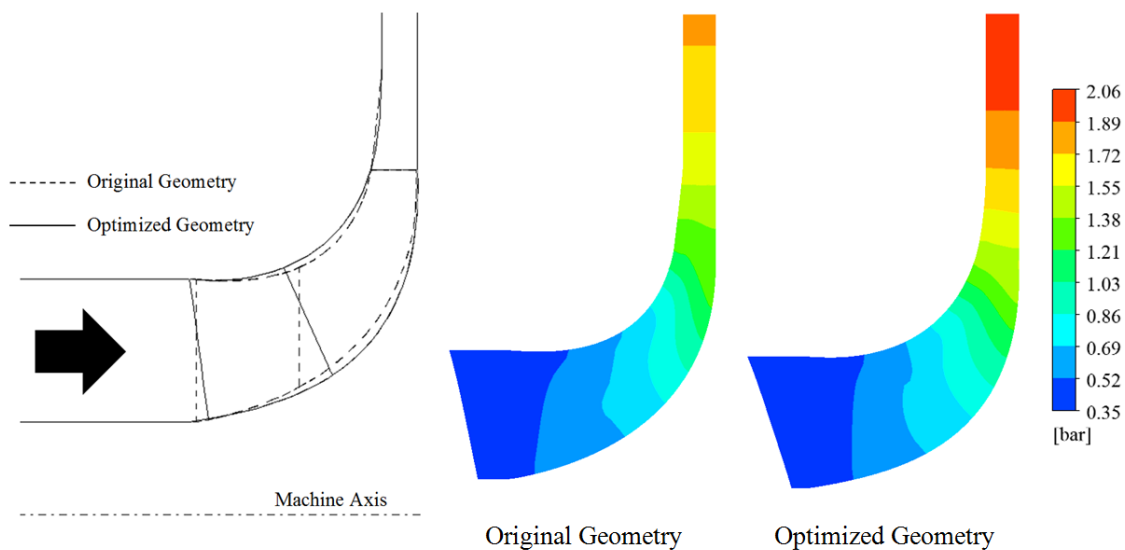 Original Geometry
Optimized Geometry
Machine Axis
Original Geometry
Optimized Geometry
2.06
1.89
1.72
1.55
1.38
1.21
1.03
0.86
0.69
0.52
0.35
[bar]